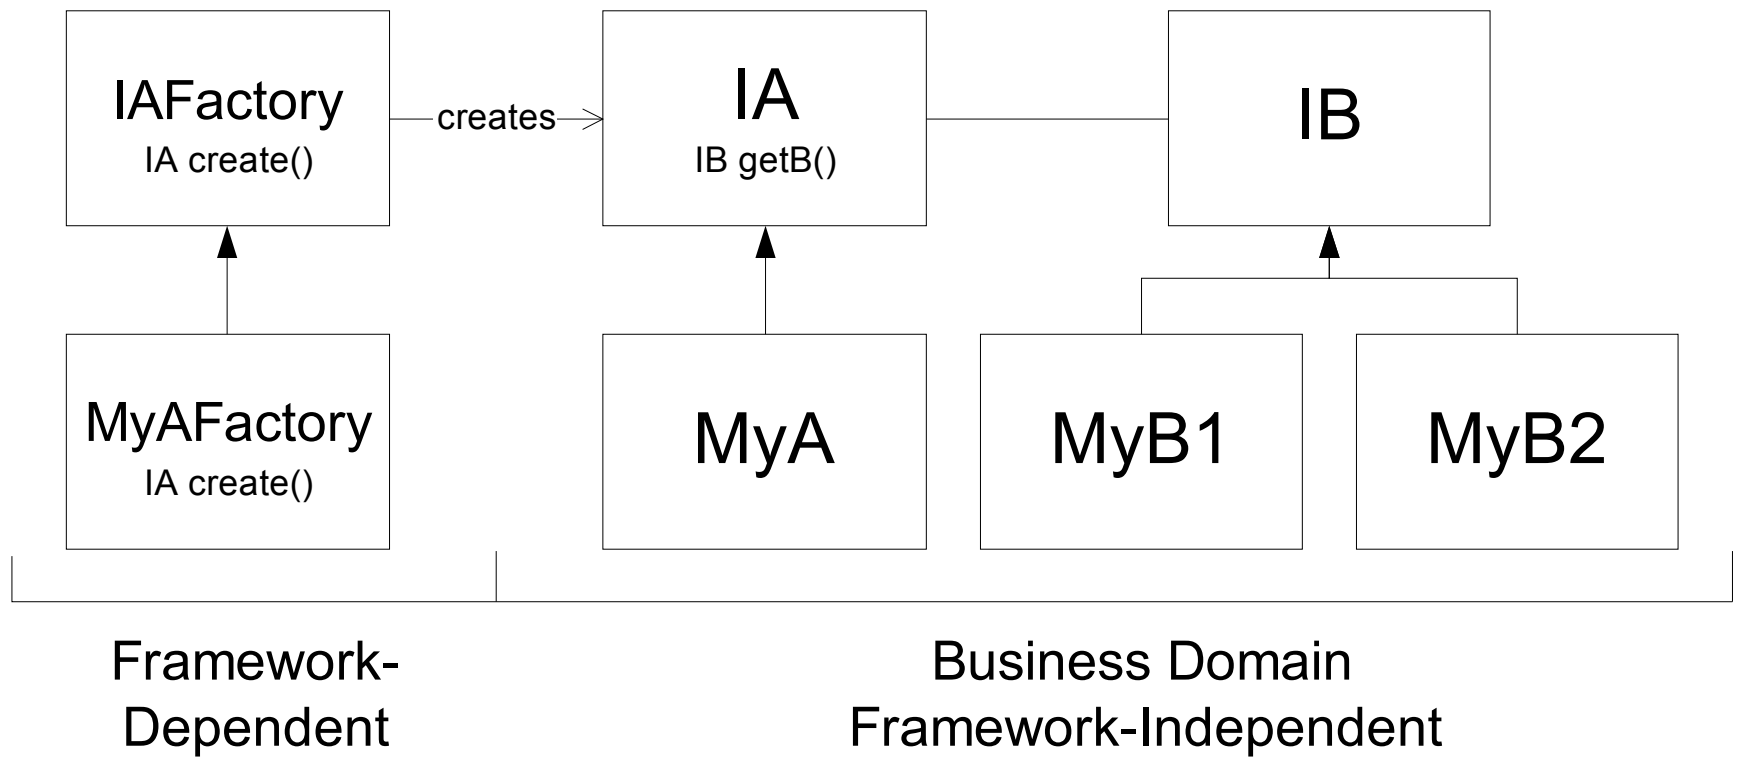 IAFactory
IA create()
creates
IA
IB getB()
IB
MyAFactory
IA create()
MyA
MyB1
MyB2
Framework-
Dependent
Business Domain
Framework-Independent